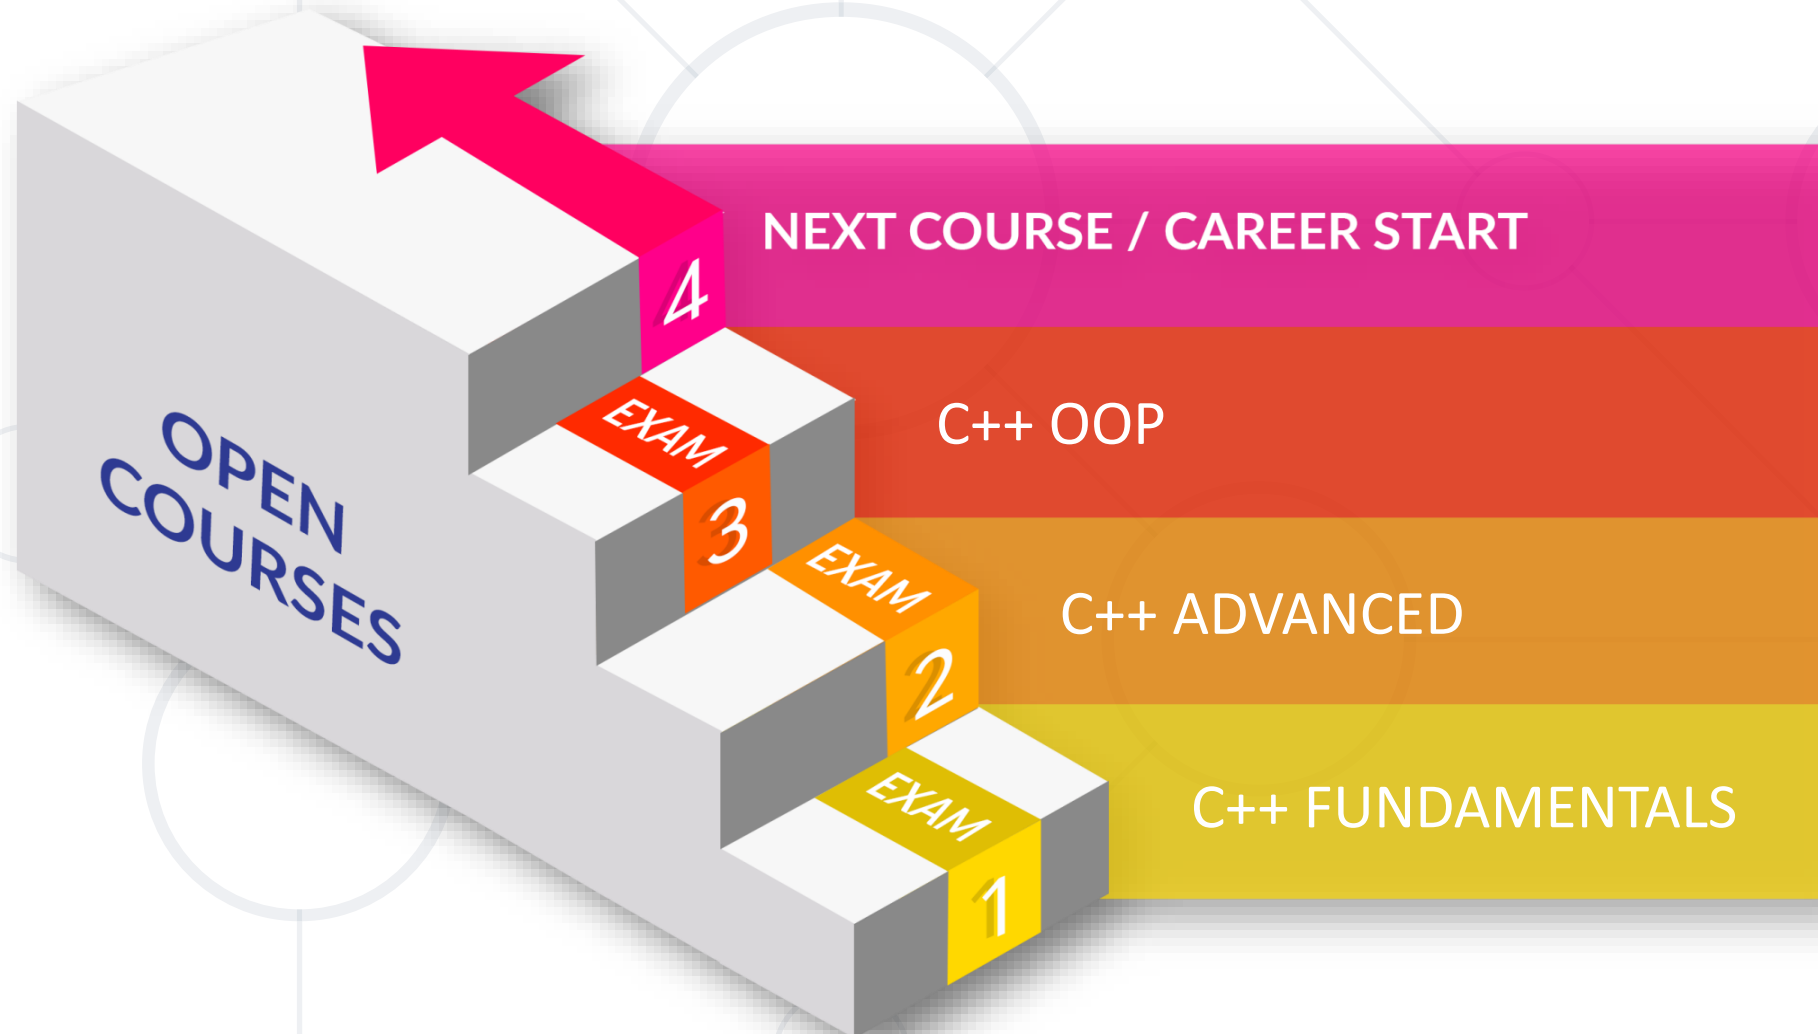 NEXT COURSE / CAREER START
4
C++ OOP
EXAM
3
C++ ADVANCED
EXAM
2
C++ FUNDAMENTALS
EXAM
1
OPEN
COURSES